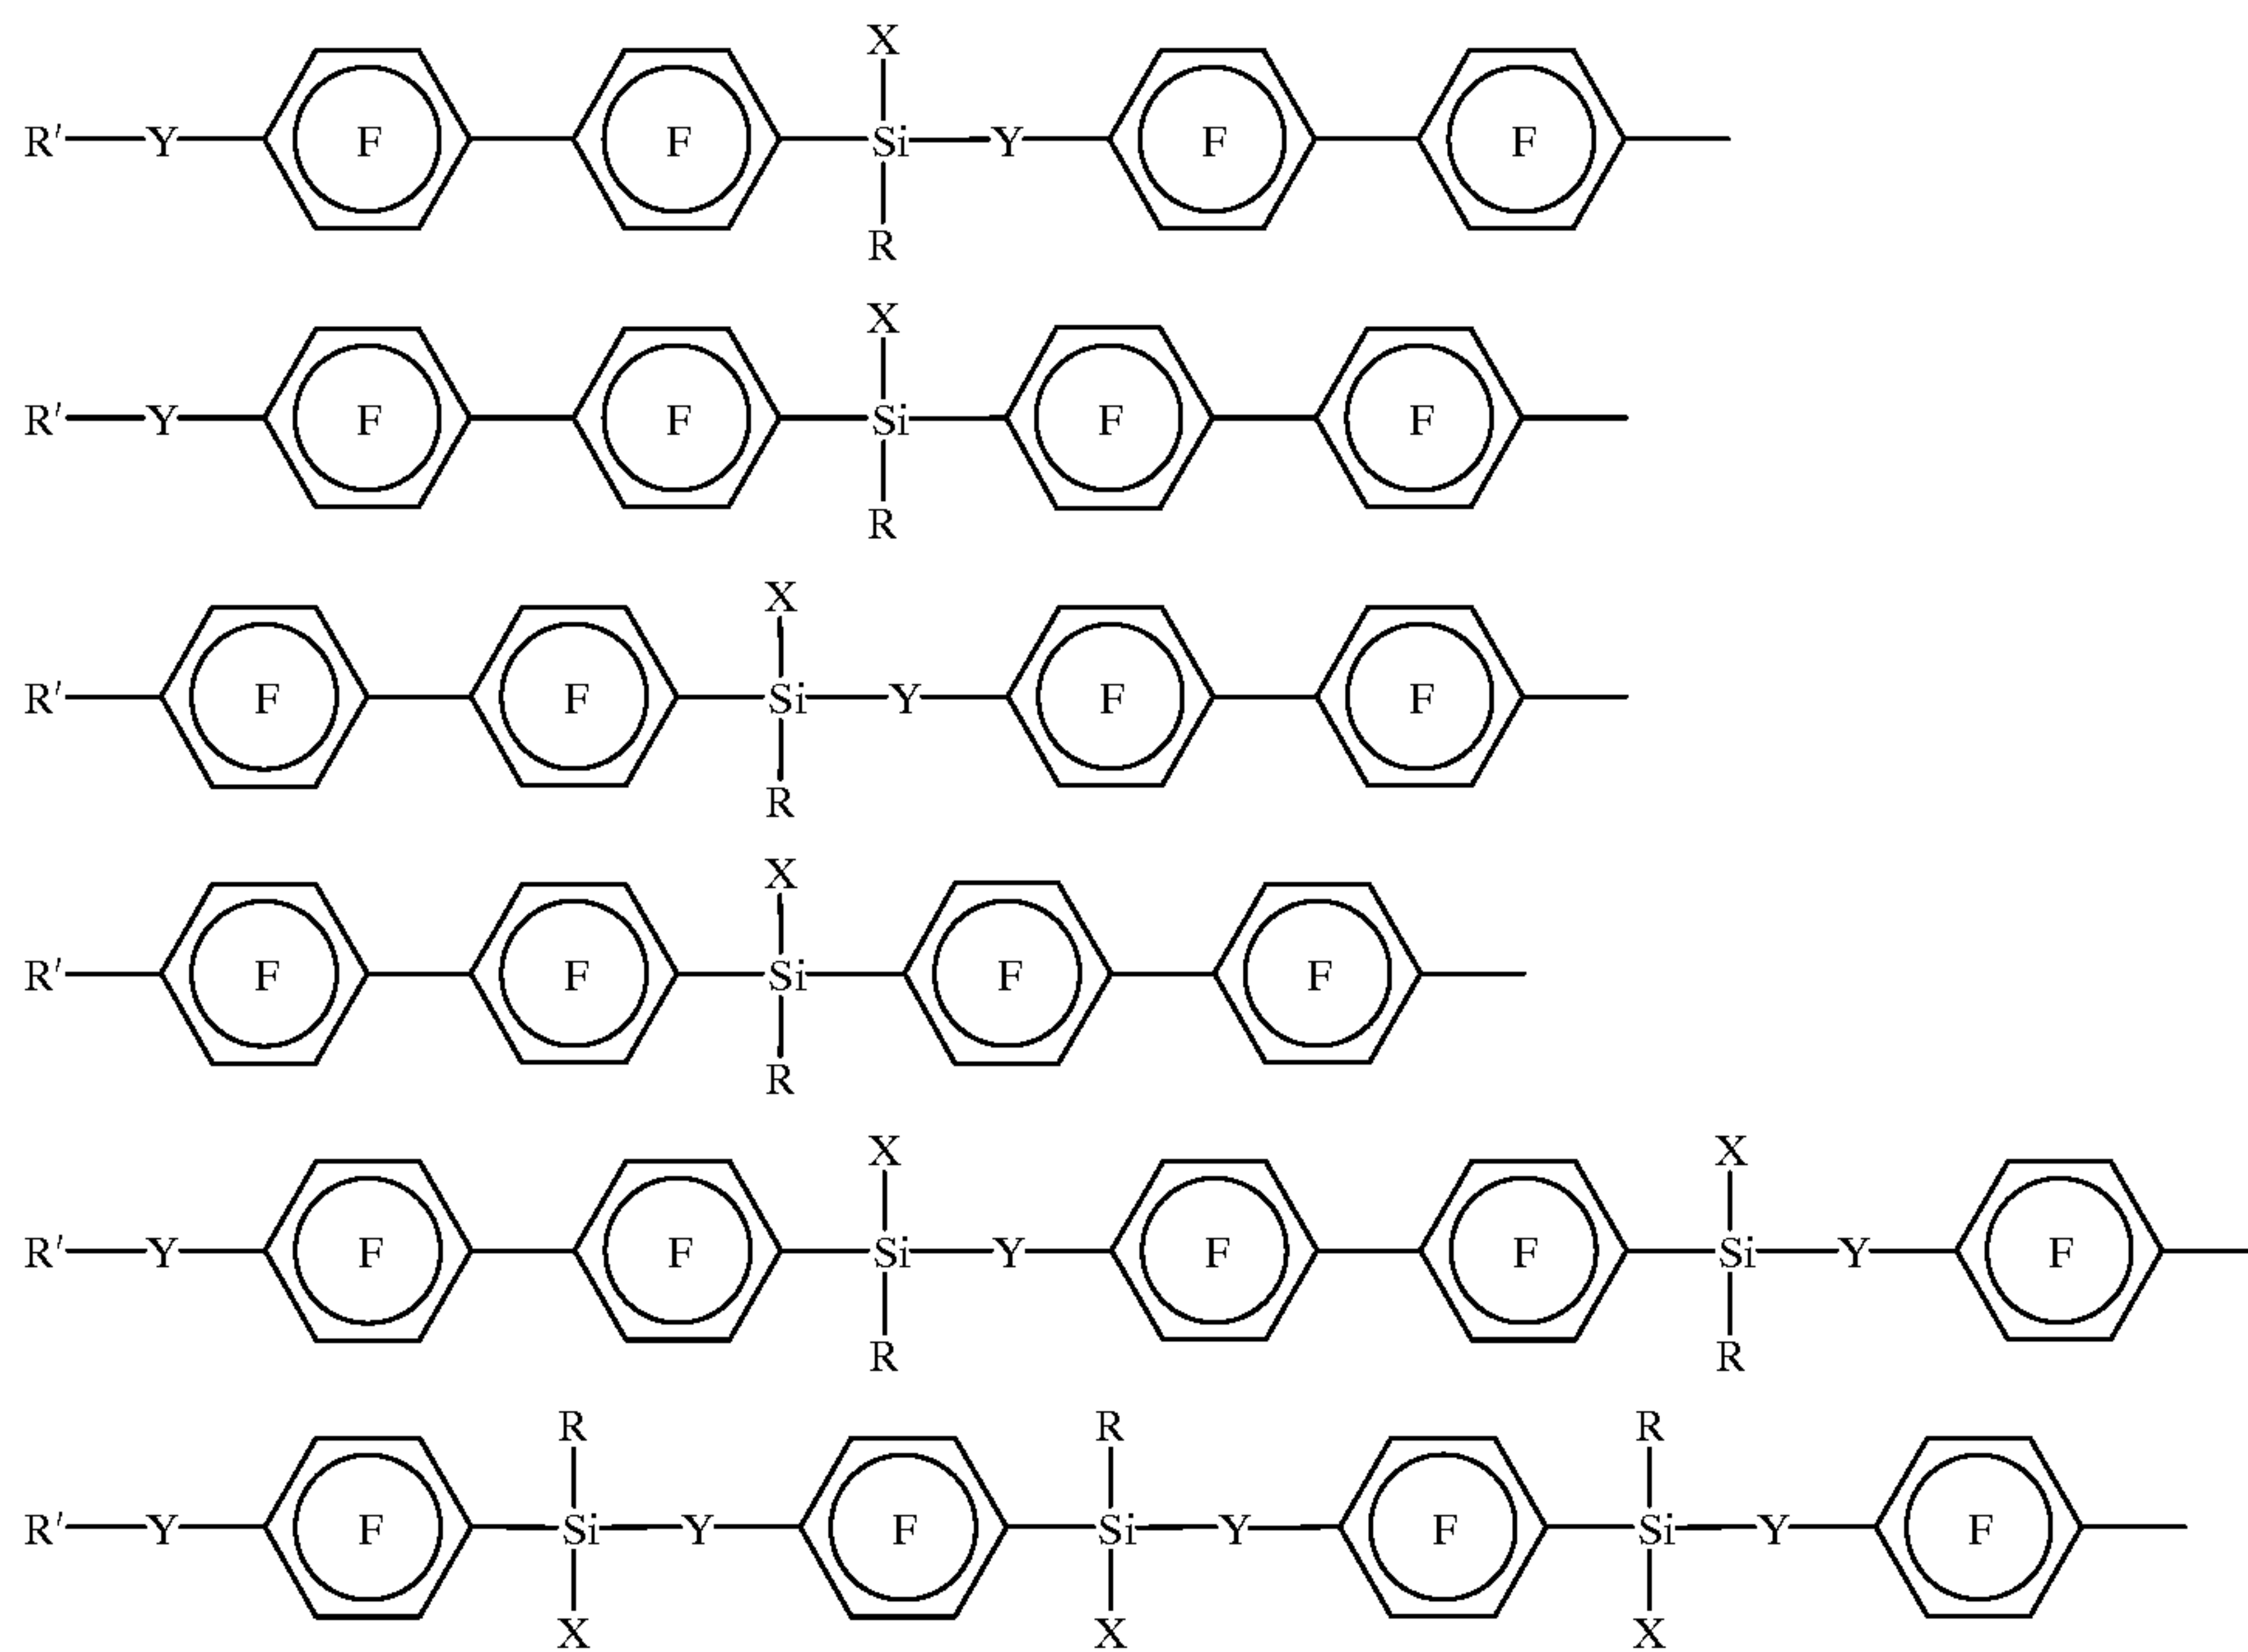 X
R' Y F F Si Y F F
R
X
R' Y F F Si F F
R
X
R' F F Si Y F F
R
X
R' F F Si F F
R
X X
R' Y F F Si Y F F Si Y F
R R
R R R
R' Y F Si Y F Si Y F Si Y F
X X X